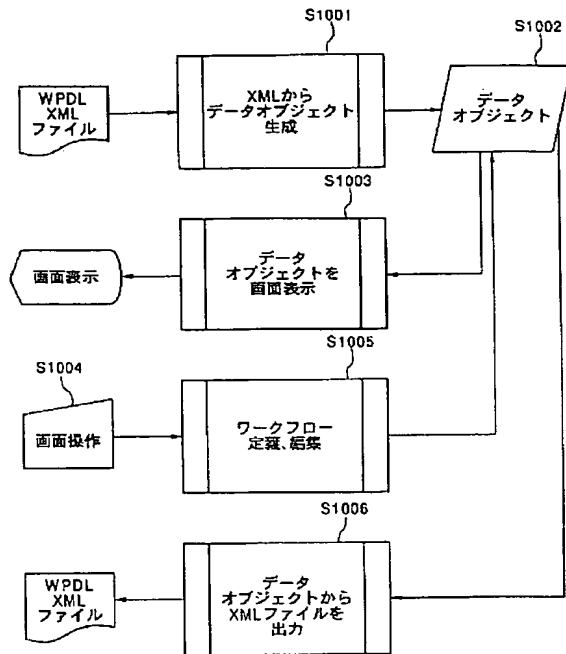 S1001
S1002
WPDL
XML
ファイル
XMLから
データオブジェクト
生成
データ
オブジェクト
S1003
画面表示
データ
オブジェクトを
画面表示
S1004
S1005
画面操作
ワークフロー
定義、編集
S1006
WPDL
XML
ファイル
データ
オブジェクトから
XMLファイルを
出力